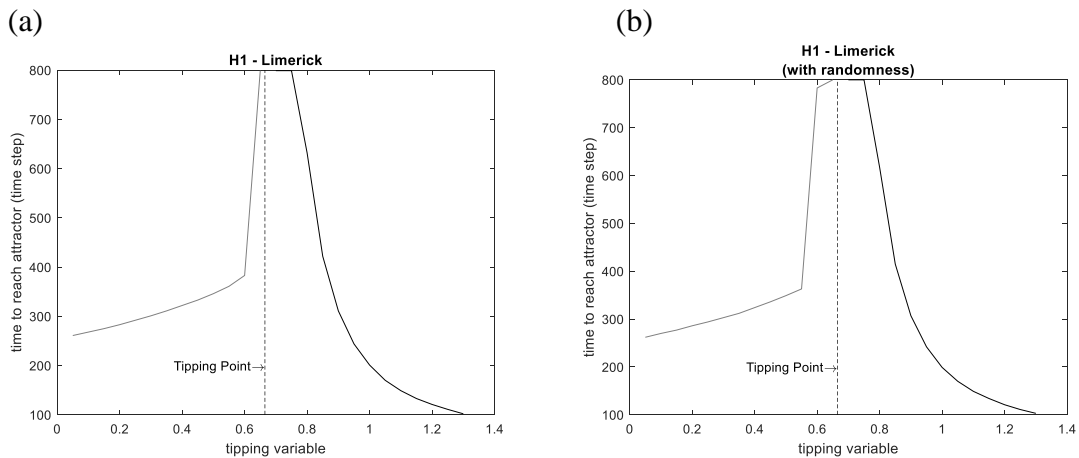 (a)
H1 - Limerick
800
700
600
500
400
300
200
100
time to reach attractor (time step)
Tipping Point
0 0.2 0.4 0.6 0.8 1 1.2 1.4
tipping variable
(b)
H1 - Limerick
(with randomness)
800
700
600
500
400
300
200
100
time to reach attractor (time step)
Tipping Point
0 0.2 0.4 0.6 0.8 1 1.2 1.4
tipping variable